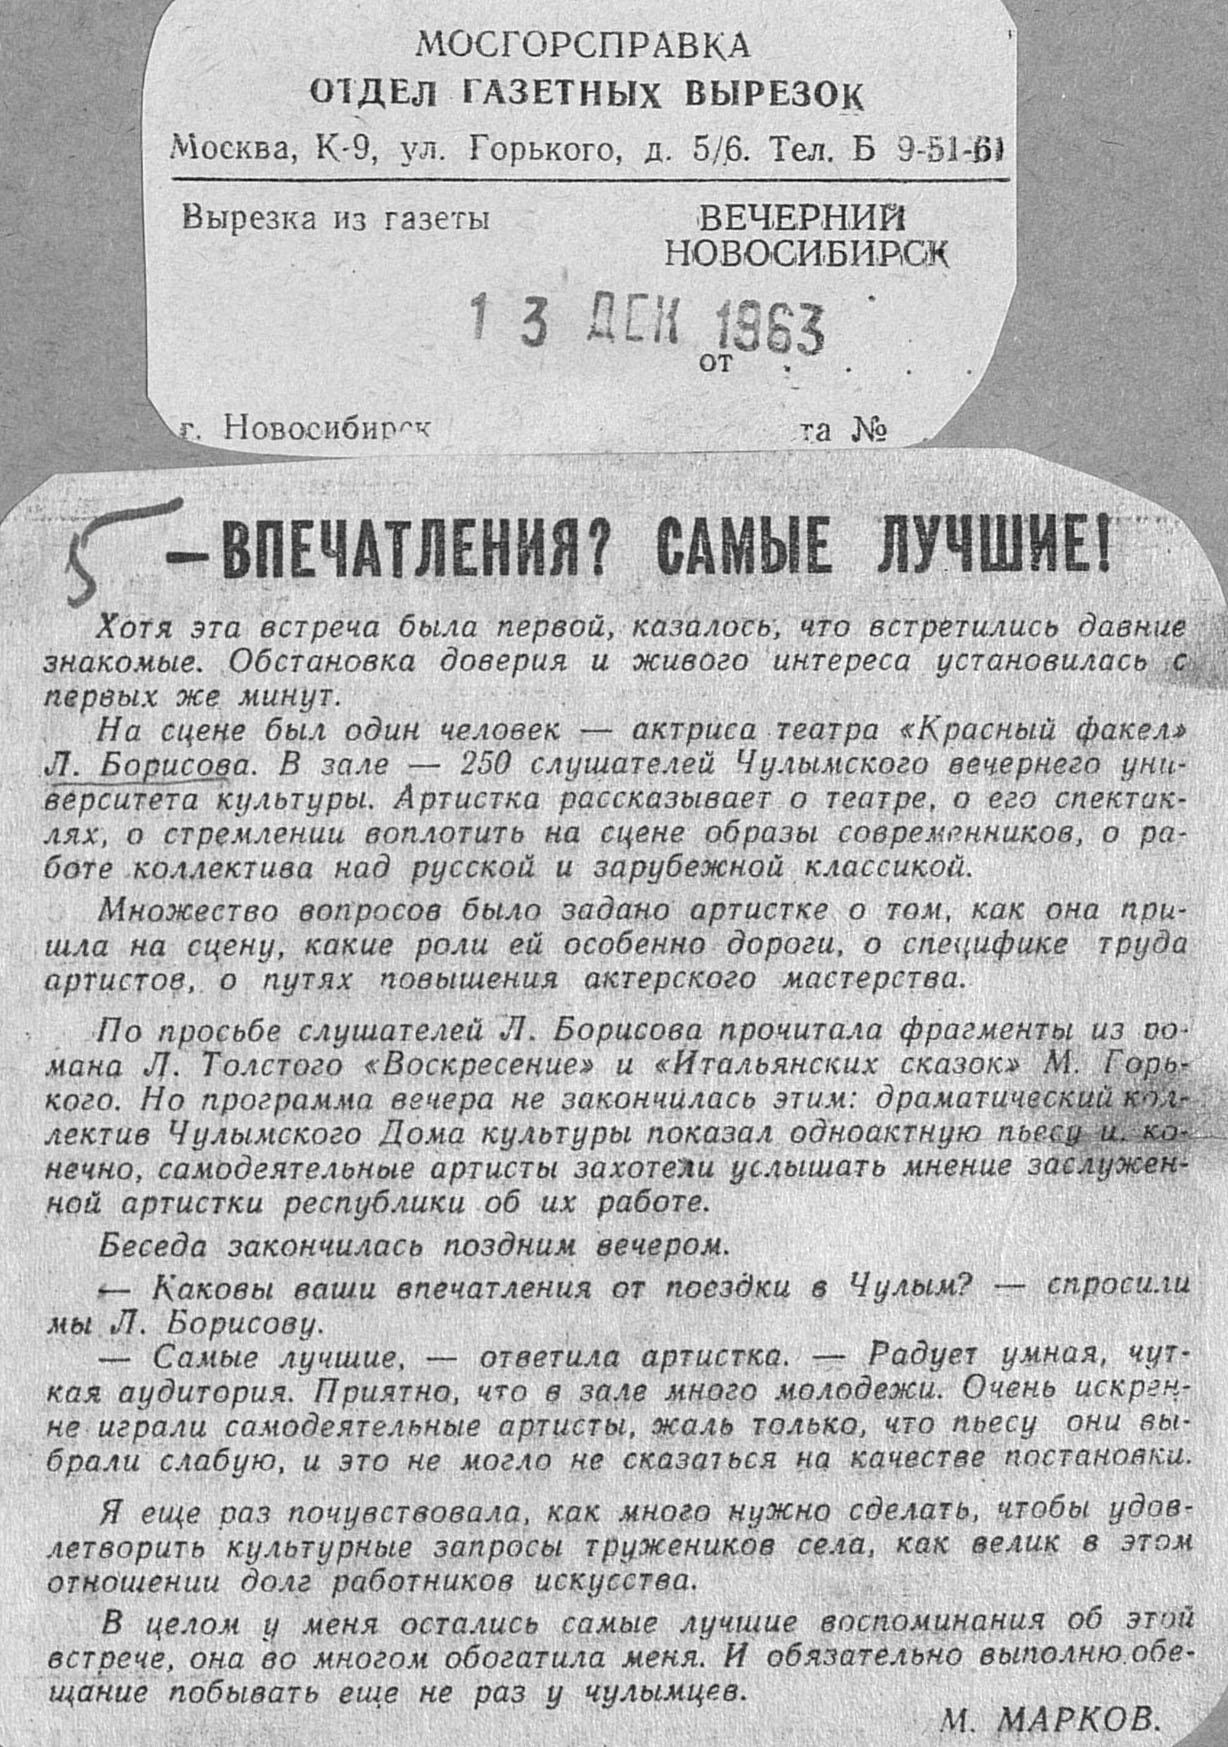 МОСГОРСПРАВКА
ОТДЕЛ ГАЗЕТНЫХ ВЫРЕЗОК
Москва, К-9, ул. Горького, д. 5/6. Тел. Б 9-51-61
Вырезка из газеты
ВЕЧЕРНИЙ
НОВОСИБИРСК
13 ДЕК 1963
от . . . .
г. Новосибирск та №
5
— ВПЕЧАТЛЕНИЯ? САМЫЕ ЛУЧШИЕ!
Хотя эта встреча была первой, казалось, что встретились давние
знакомые. Обстановка доверия и живого интереса установилась с
первых же минут.
На сцене был один человек — актриса театра «Красный факел»
Л. Борисова. В зале — 250 слушателей Чулымского вечернего уни-
верситета культуры. Артистка рассказывает о театре, о его спектак-
лях, о стремлении воплотить на сцене образы современников, о ра-
боте коллектива над русской и зарубежной классикой.
Множество вопросов было задано артистке о том, как она при-
шла на сцену, какие роли ей особенно дороги, о специфике труда
артистов, о путях повышения актерского мастерства.
По просьбе слушателей Л. Борисова прочитала фрагменты из ро-
мана Л. Толстого «Воскресение» и «Итальянских сказок» М. Горь-
кого. Но программа вечера не закончилась этим: драматический кол-
лектив Чулымского Дома культуры показал одноактную пьесу и, ко-
нечно, самодеятельные артисты захотели услышать мнение заслужен-
ной артистки республики об их работе.
Беседа закончилась поздним вечером.
— Каковы ваши впечатления от поездки в Чулым? — спросили
мы Л. Борисову.
— Самые лучшие, — ответила артистка. — Радует умная, чут-
кая аудитория. Приятно, что в зале много молодежи. Очень искрен-
не играли самодеятельные артисты, жаль только, что пьесу они вы-
брали слабую, и это не могло не сказаться на качестве постановки.
Я еще раз почувствовала, как много нужно сделать, чтобы удов-
летворить культурные запросы тружеников села, как велик в этом
отношении долг работников искусства.
В целом у меня остались самые лучшие воспоминания об этой
встрече, она во многом обогатила меня. И обязательно выполню обе-
щание побывать еще не раз у чулымцев.
М. МАРКОВ.